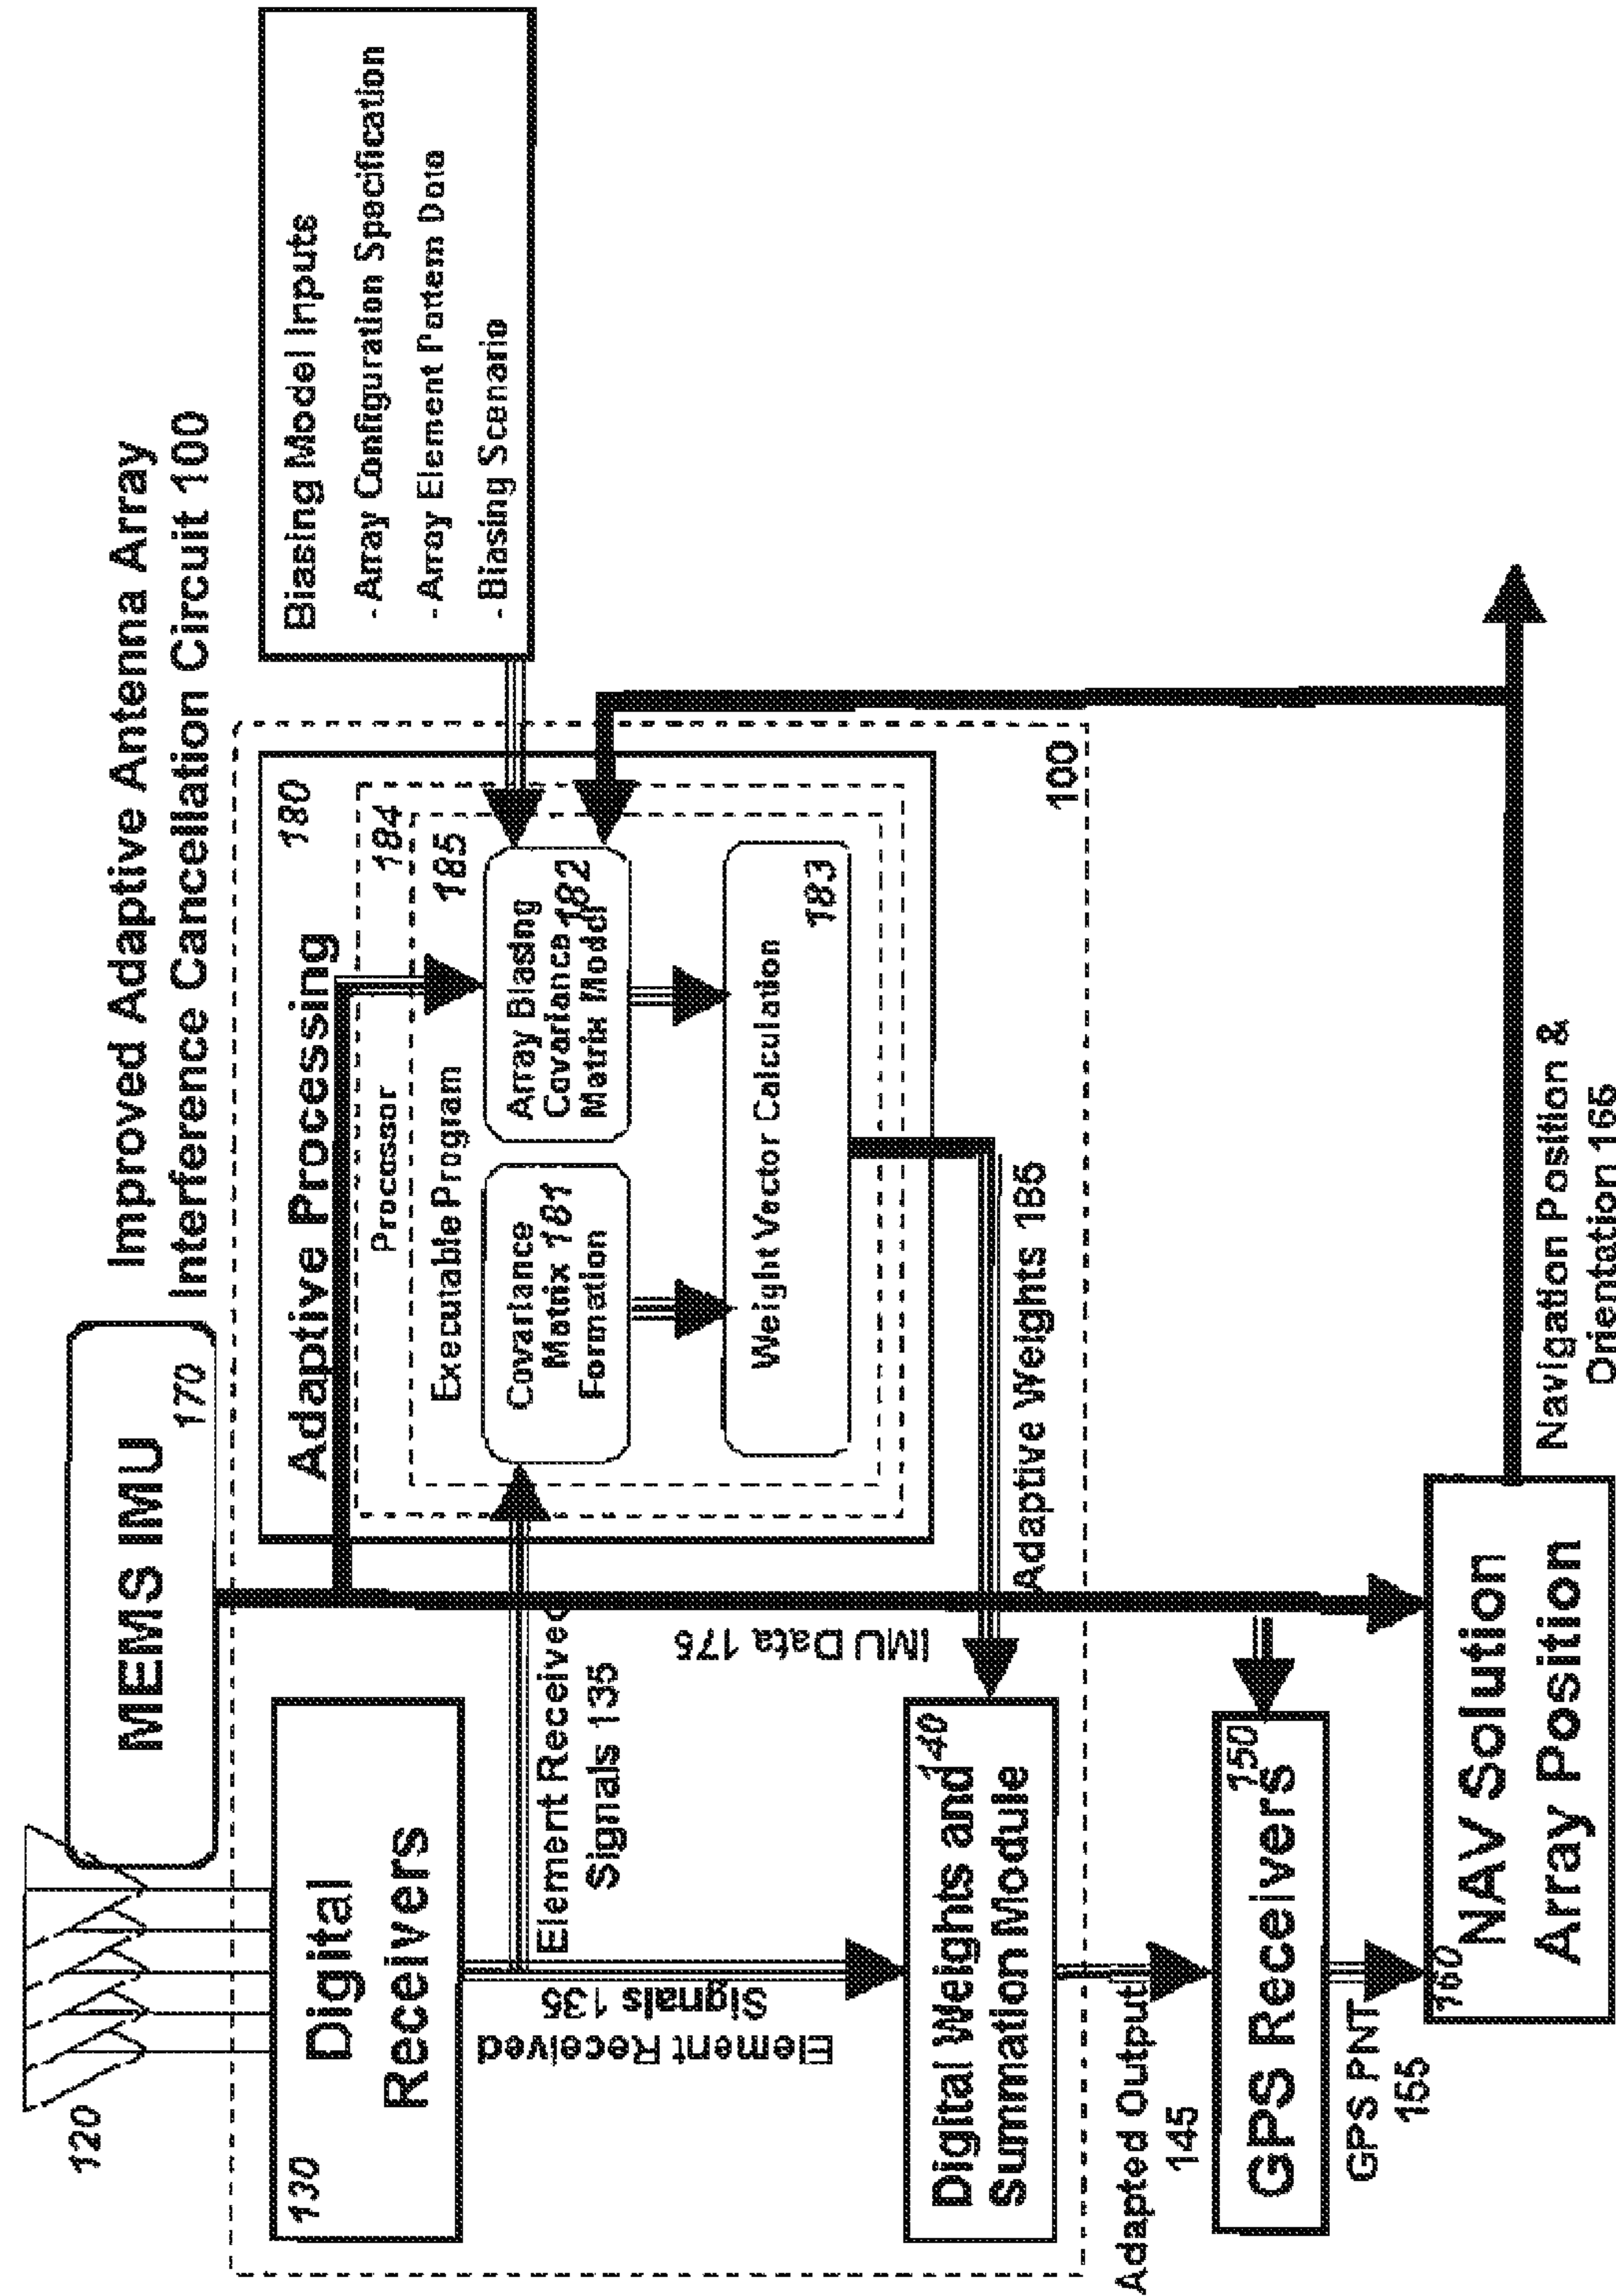 Improved Adaptive Antenna Array
Interference Cancellation Circuit 100
120
MEMS IMU
170
130
Digital
Receivers
Element Received
Signals 135
Element Received
Signals 135
IMU Data 175
Adaptive Processing
180
Processor
184
Executable Program
185
Covariance
Matrix 181
Formation
Array Biasing
Covariance 182
Matrix Model
Weight Vector Calculation
183
Biasing Model Inputs
- Array Configuration Specification
- Array Element Pattern Data
- Biasing Scenario
Adaptive Weights 185
100
Digital Weights and
140
Summation Module
Adapted Output
145
GPS Receivers
150
GPS PNT
155
160
NAV Solution
Array Position
Navigation Position &
Orientation 165